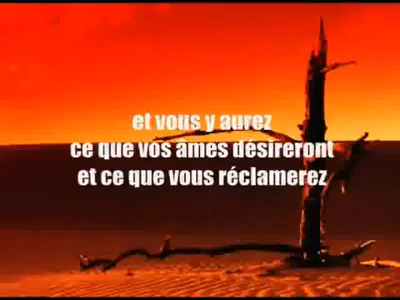 et vous y aurez
ce que vos âmes désireront
et ce que vous réclamerez